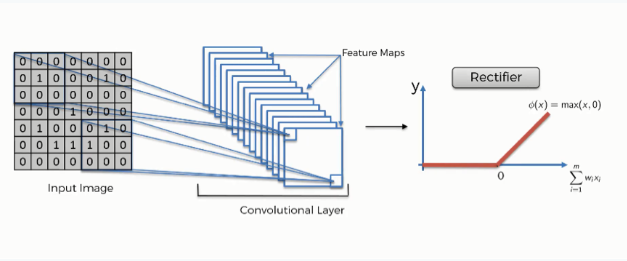 0 0 0 0 0 0 0
0 1 0 0 0 1 0
0 0 0 0 0 0 0
0 0 0 1 0 0 0
0 1 0 0 0 1 0
0 0 1 1 1 0 0
0 0 0 0 0 0 0
Input Image
Feature Maps
Convolutional Layer
y
Rectifier
ϕ(x) = max(x, 0)
0
m
∑ wᵢxᵢ
i=1